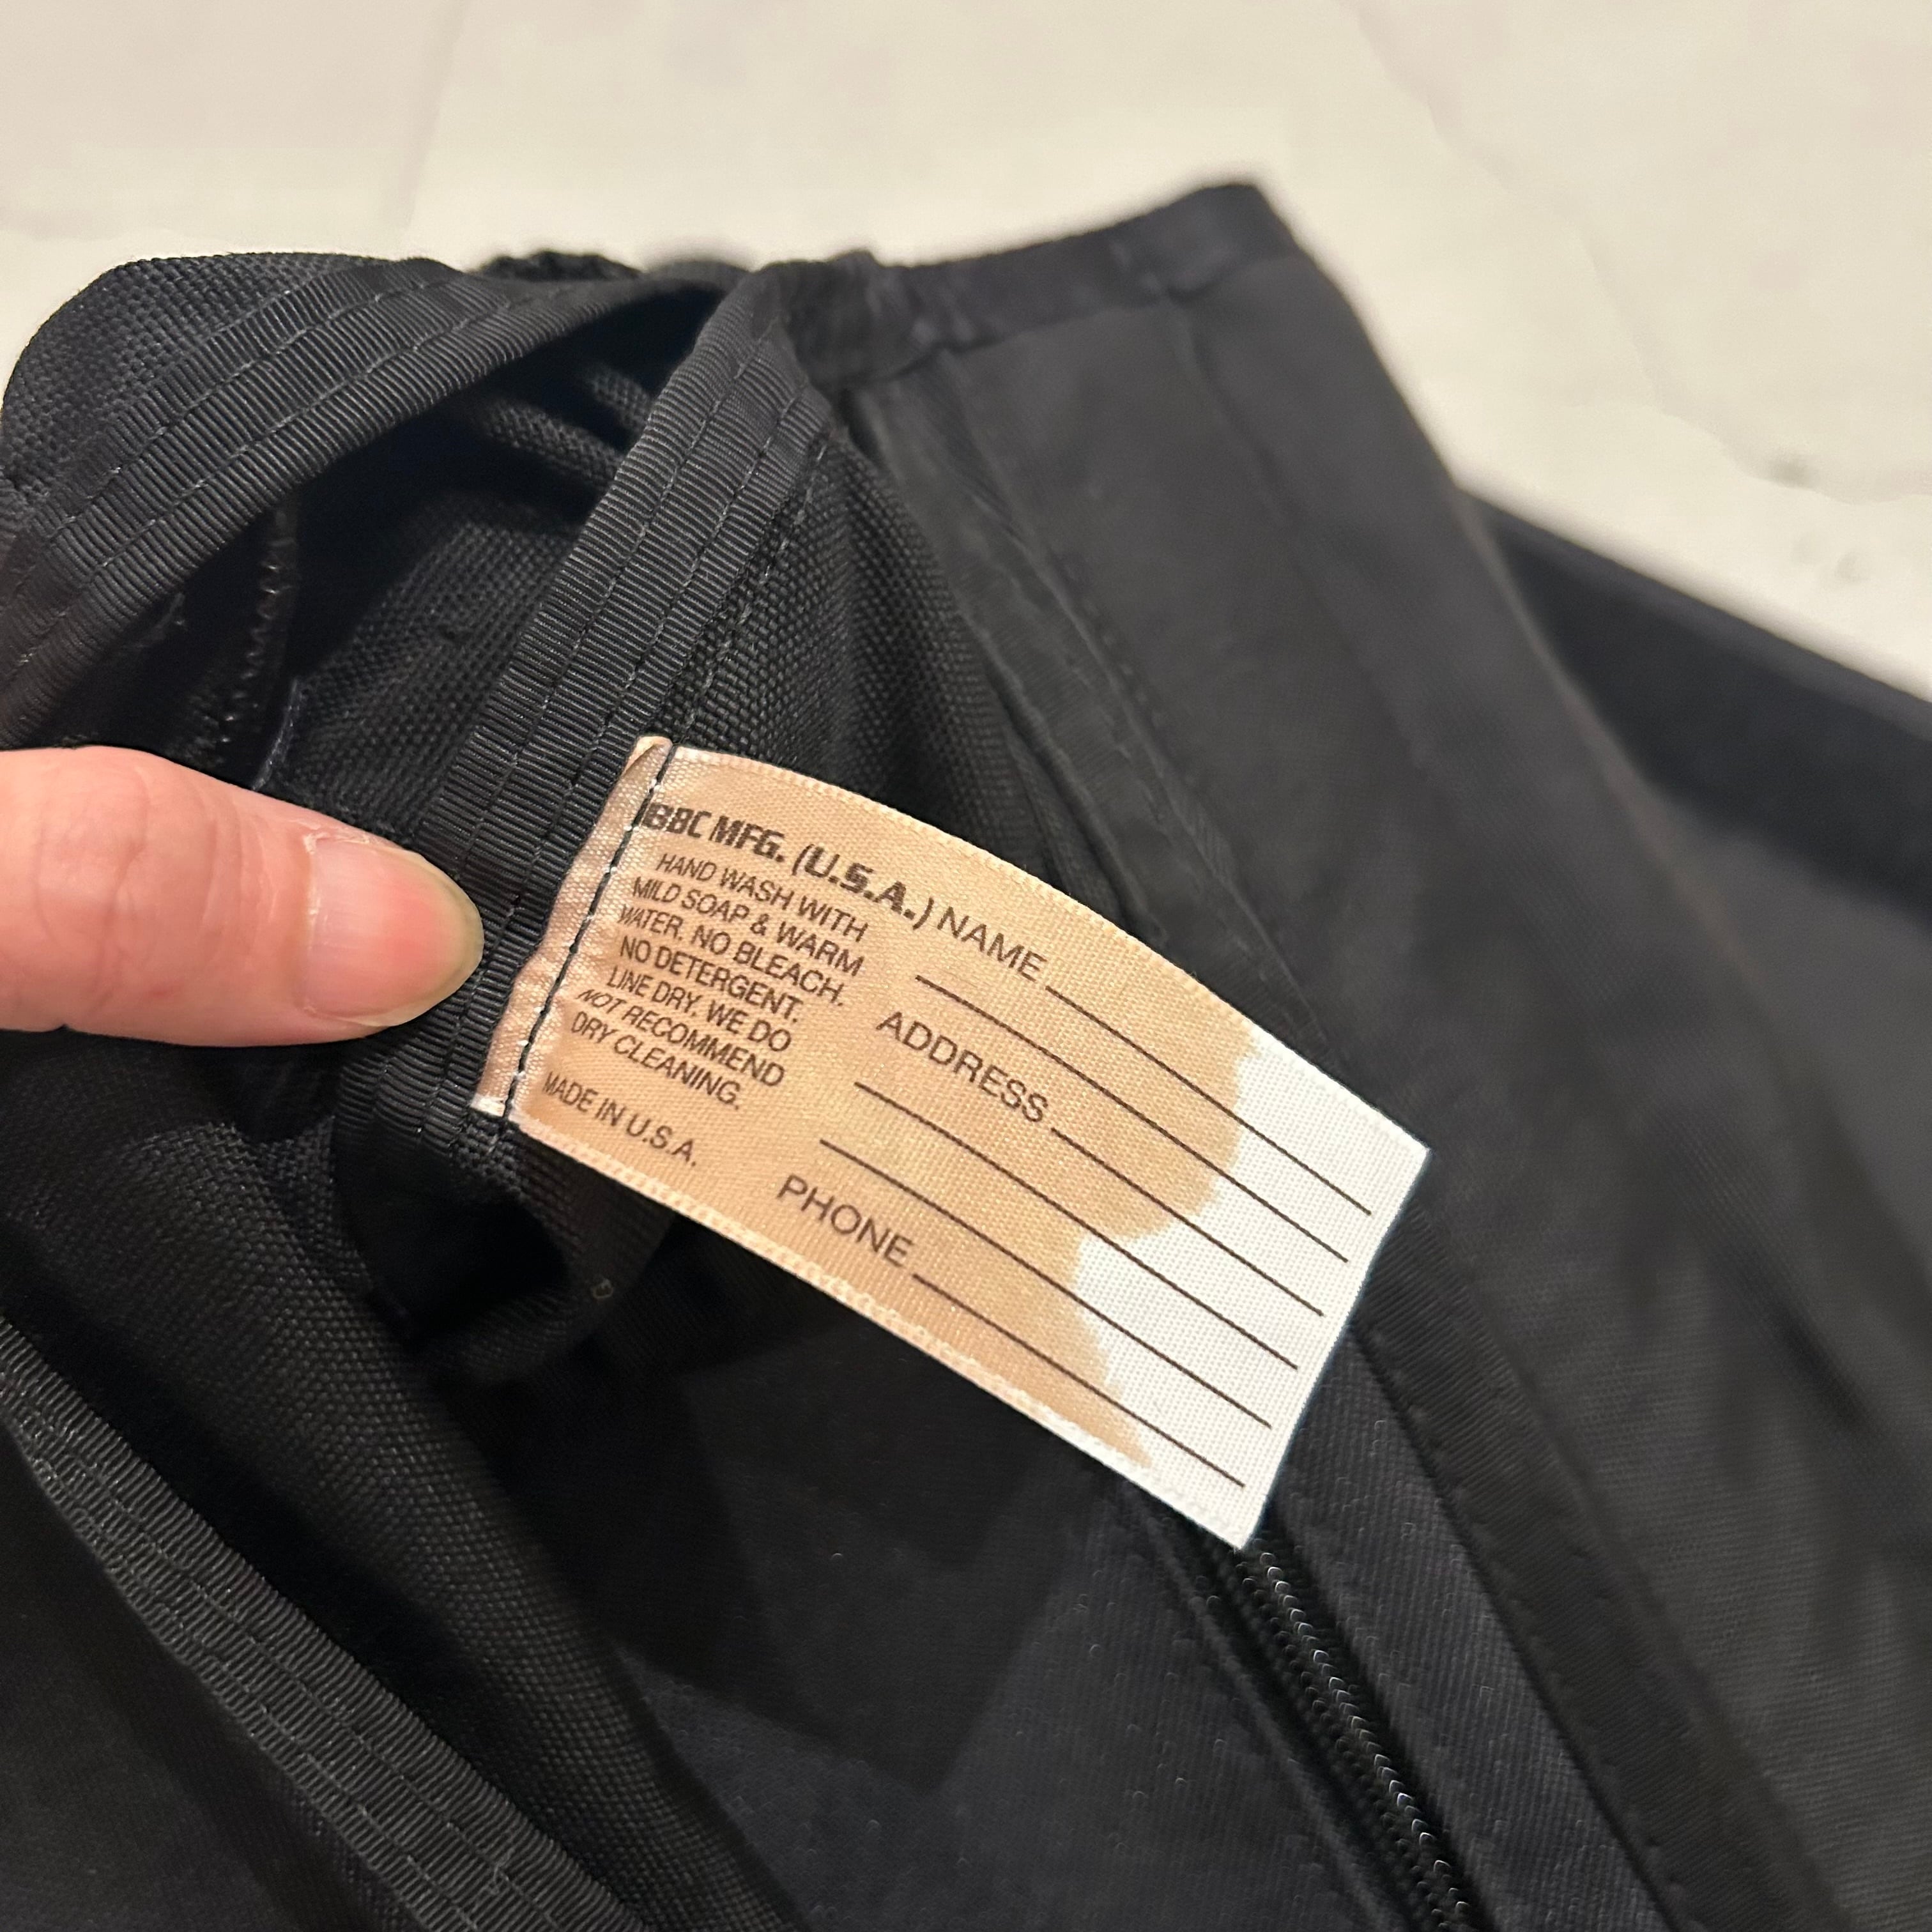 BBC MFG. (U.S.A.)
HAND WASH WITH
MILD SOAP & WARM
WATER. NO BLEACH.
NO DETERGENT.
LINE DRY. WE DO
NOT RECOMMEND
DRY CLEANING.
MADE IN U.S.A.
NAME
ADDRESS
PHONE